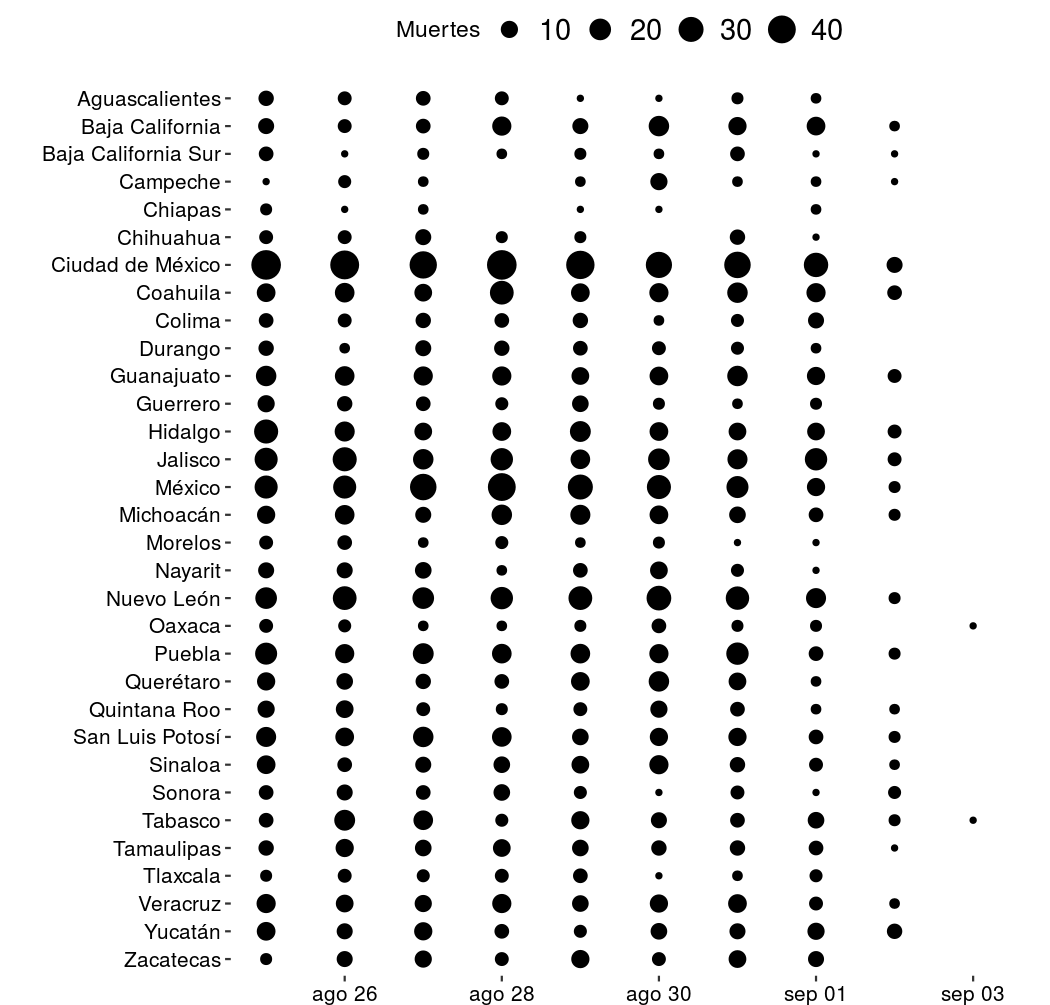 Muertes 10 20 30 40
Aguascalientes
Baja California
Baja California Sur
Campeche
Chiapas
Chihuahua
Ciudad de México
Coahuila
Colima
Durango
Guanajuato
Guerrero
Hidalgo
Jalisco
México
Michoacán
Morelos
Nayarit
Nuevo León
Oaxaca
Puebla
Querétaro
Quintana Roo
San Luis Potosí
Sinaloa
Sonora
Tabasco
Tamaulipas
Tlaxcala
Veracruz
Yucatán
Zacatecas
ago 26 ago 28 ago 30 sep 01 sep 03